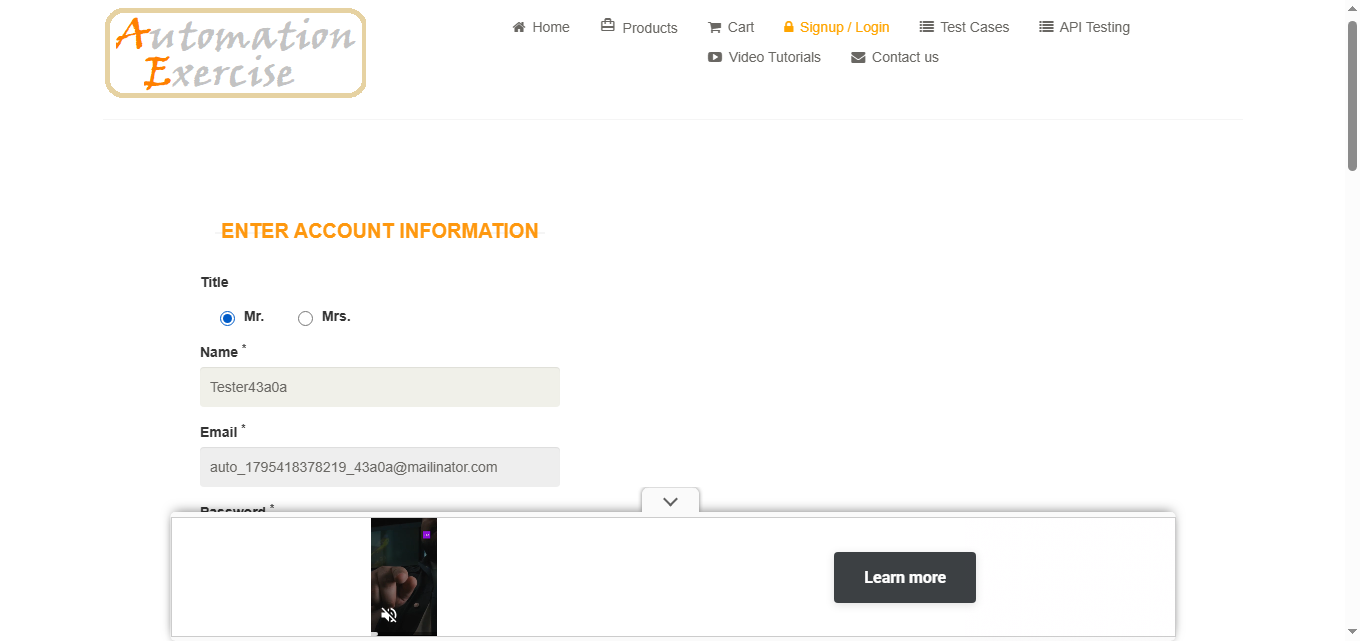 Automation
Exercise
Home
Products
Cart
Signup / Login
Test Cases
API Testing
Video Tutorials
Contact us
ENTER ACCOUNT INFORMATION
Title
Mr.
Mrs.
Name *
Tester43a0a
Email *
auto_1795418378219_43a0a@mailinator.com
Password *
Learn more